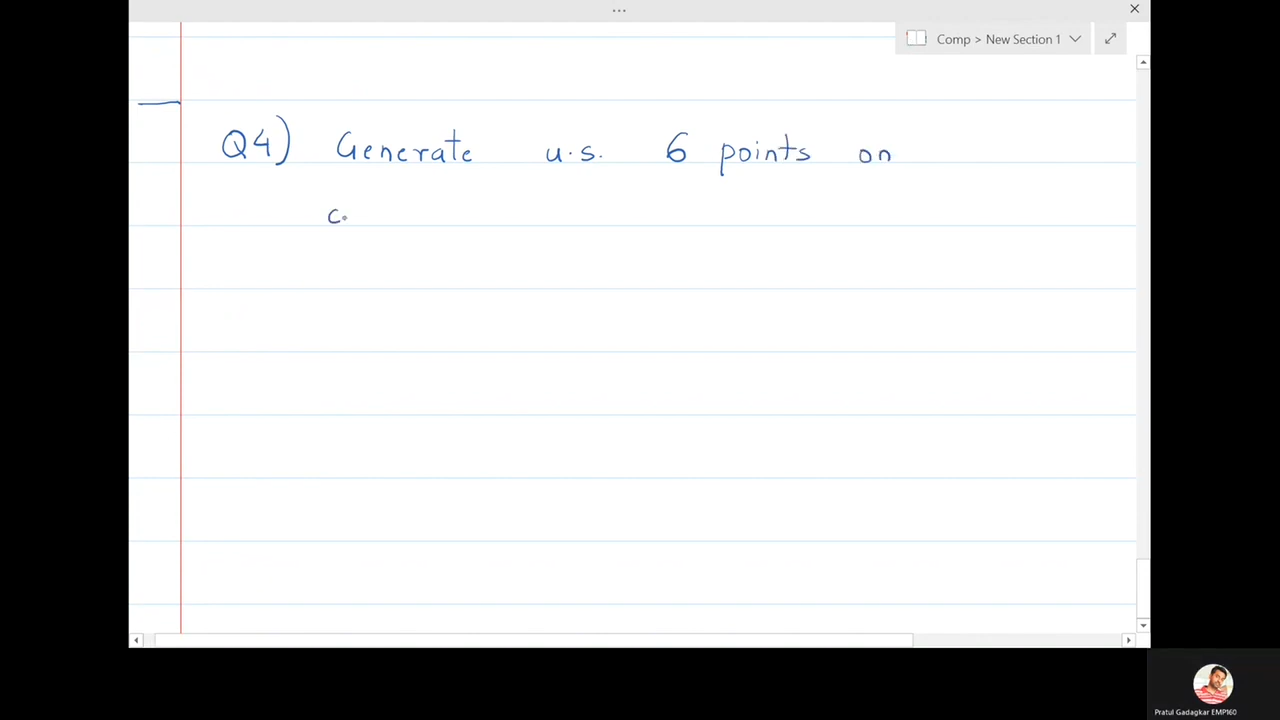 ...
Comp > New Section 1
Q4) Generate u.s. 6 points on
c.
Pratul Gadagkar EMP160